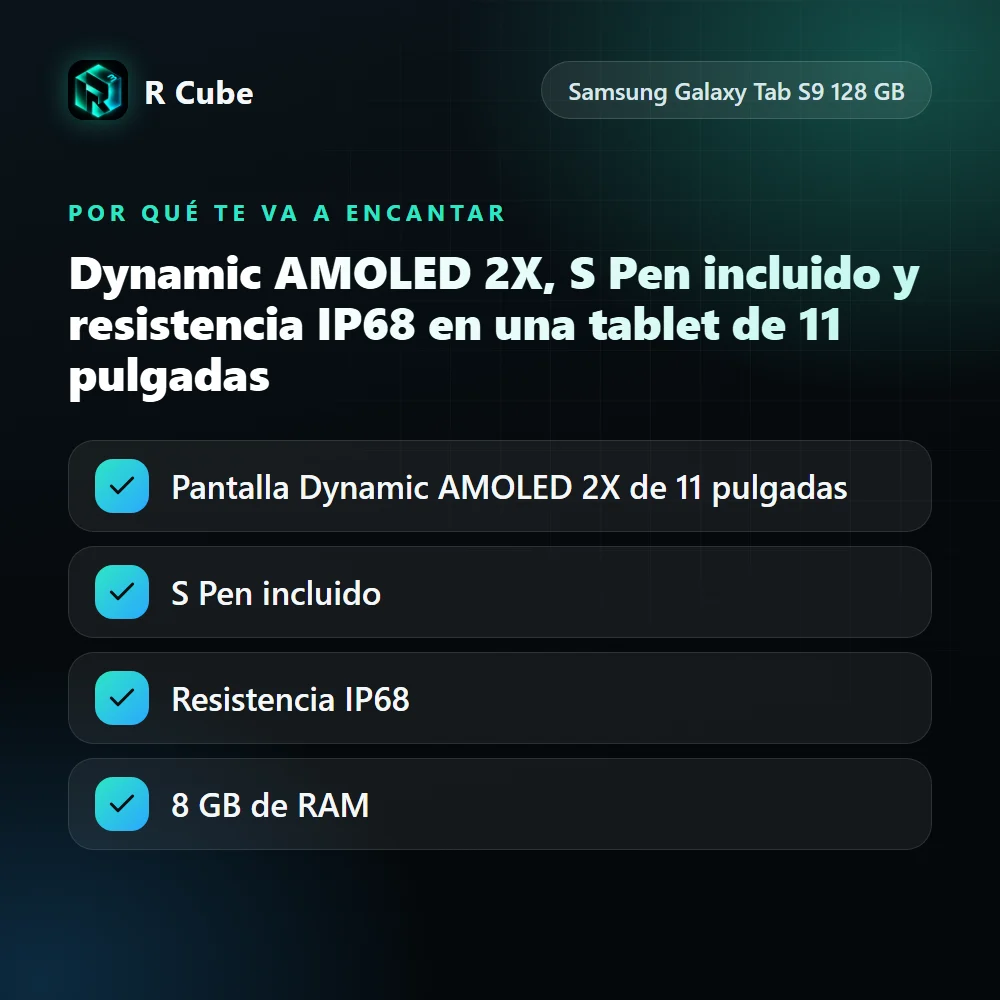 R Cube
Samsung Galaxy Tab S9 128 GB
POR QUÉ TE VA A ENCANTAR
Dynamic AMOLED 2X, S Pen incluido y
resistencia IP68 en una tablet de 11
pulgadas
Pantalla Dynamic AMOLED 2X de 11 pulgadas
S Pen incluido
Resistencia IP68
8 GB de RAM